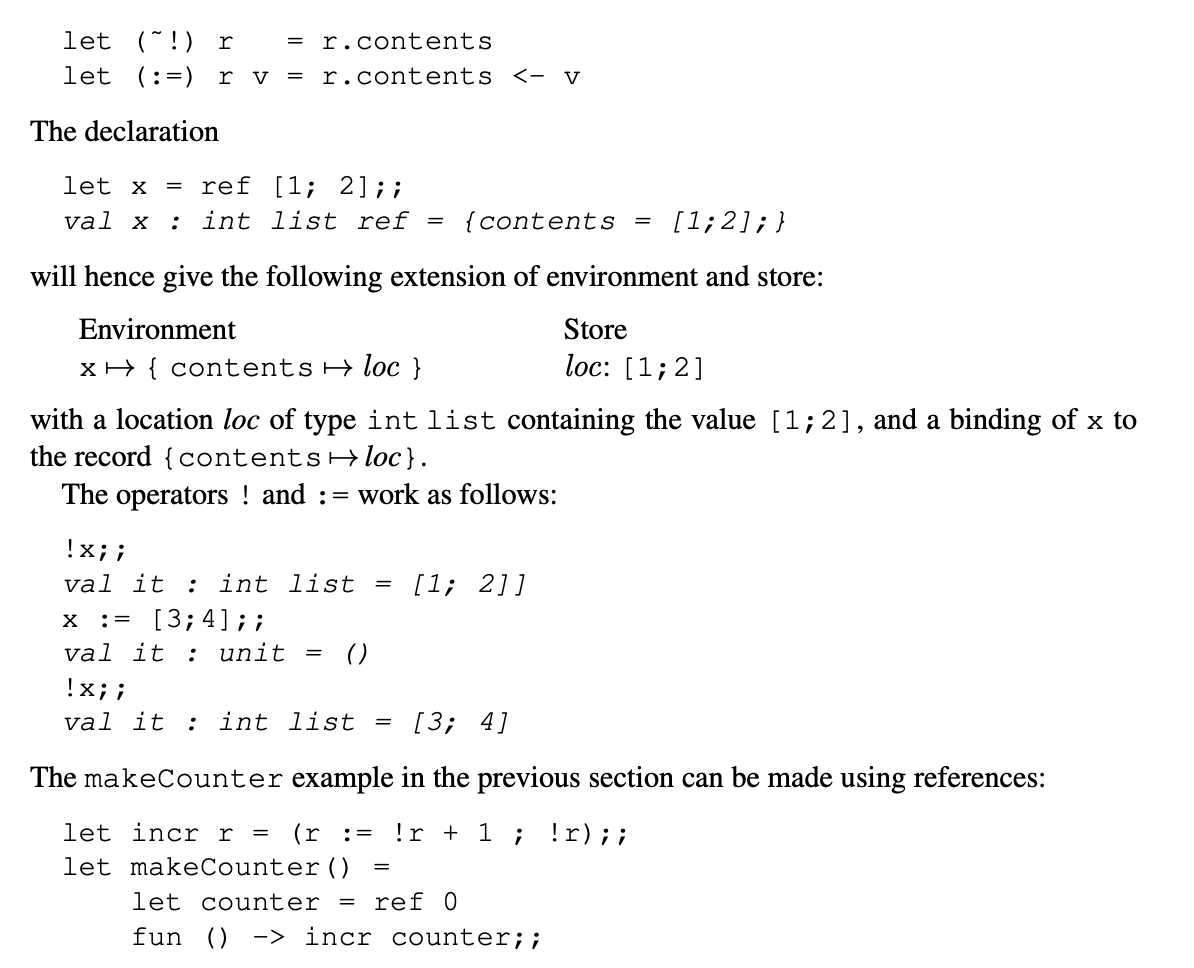 let (~!) r   = r.contents
let (:=) r v = r.contents <- v
The declaration
let x = ref [1; 2];;
val x : int list ref = {contents = [1;2];}
will hence give the following extension of environment and store:
Environment Store
x ↦ { contents ↦ loc } loc: [1;2]
with a location loc of type int list containing the value [1;2], and a binding of x to
the record {contents ↦ loc}.
The operators ! and := work as follows:
!x;;
val it : int list = [1; 2]]
x := [3;4];;
val it : unit = ()
!x;;
val it : int list = [3; 4]
The makeCounter example in the previous section can be made using references:
let incr r = (r := !r + 1 ; !r);;
let makeCounter() =
    let counter = ref 0
    fun () -> incr counter;;